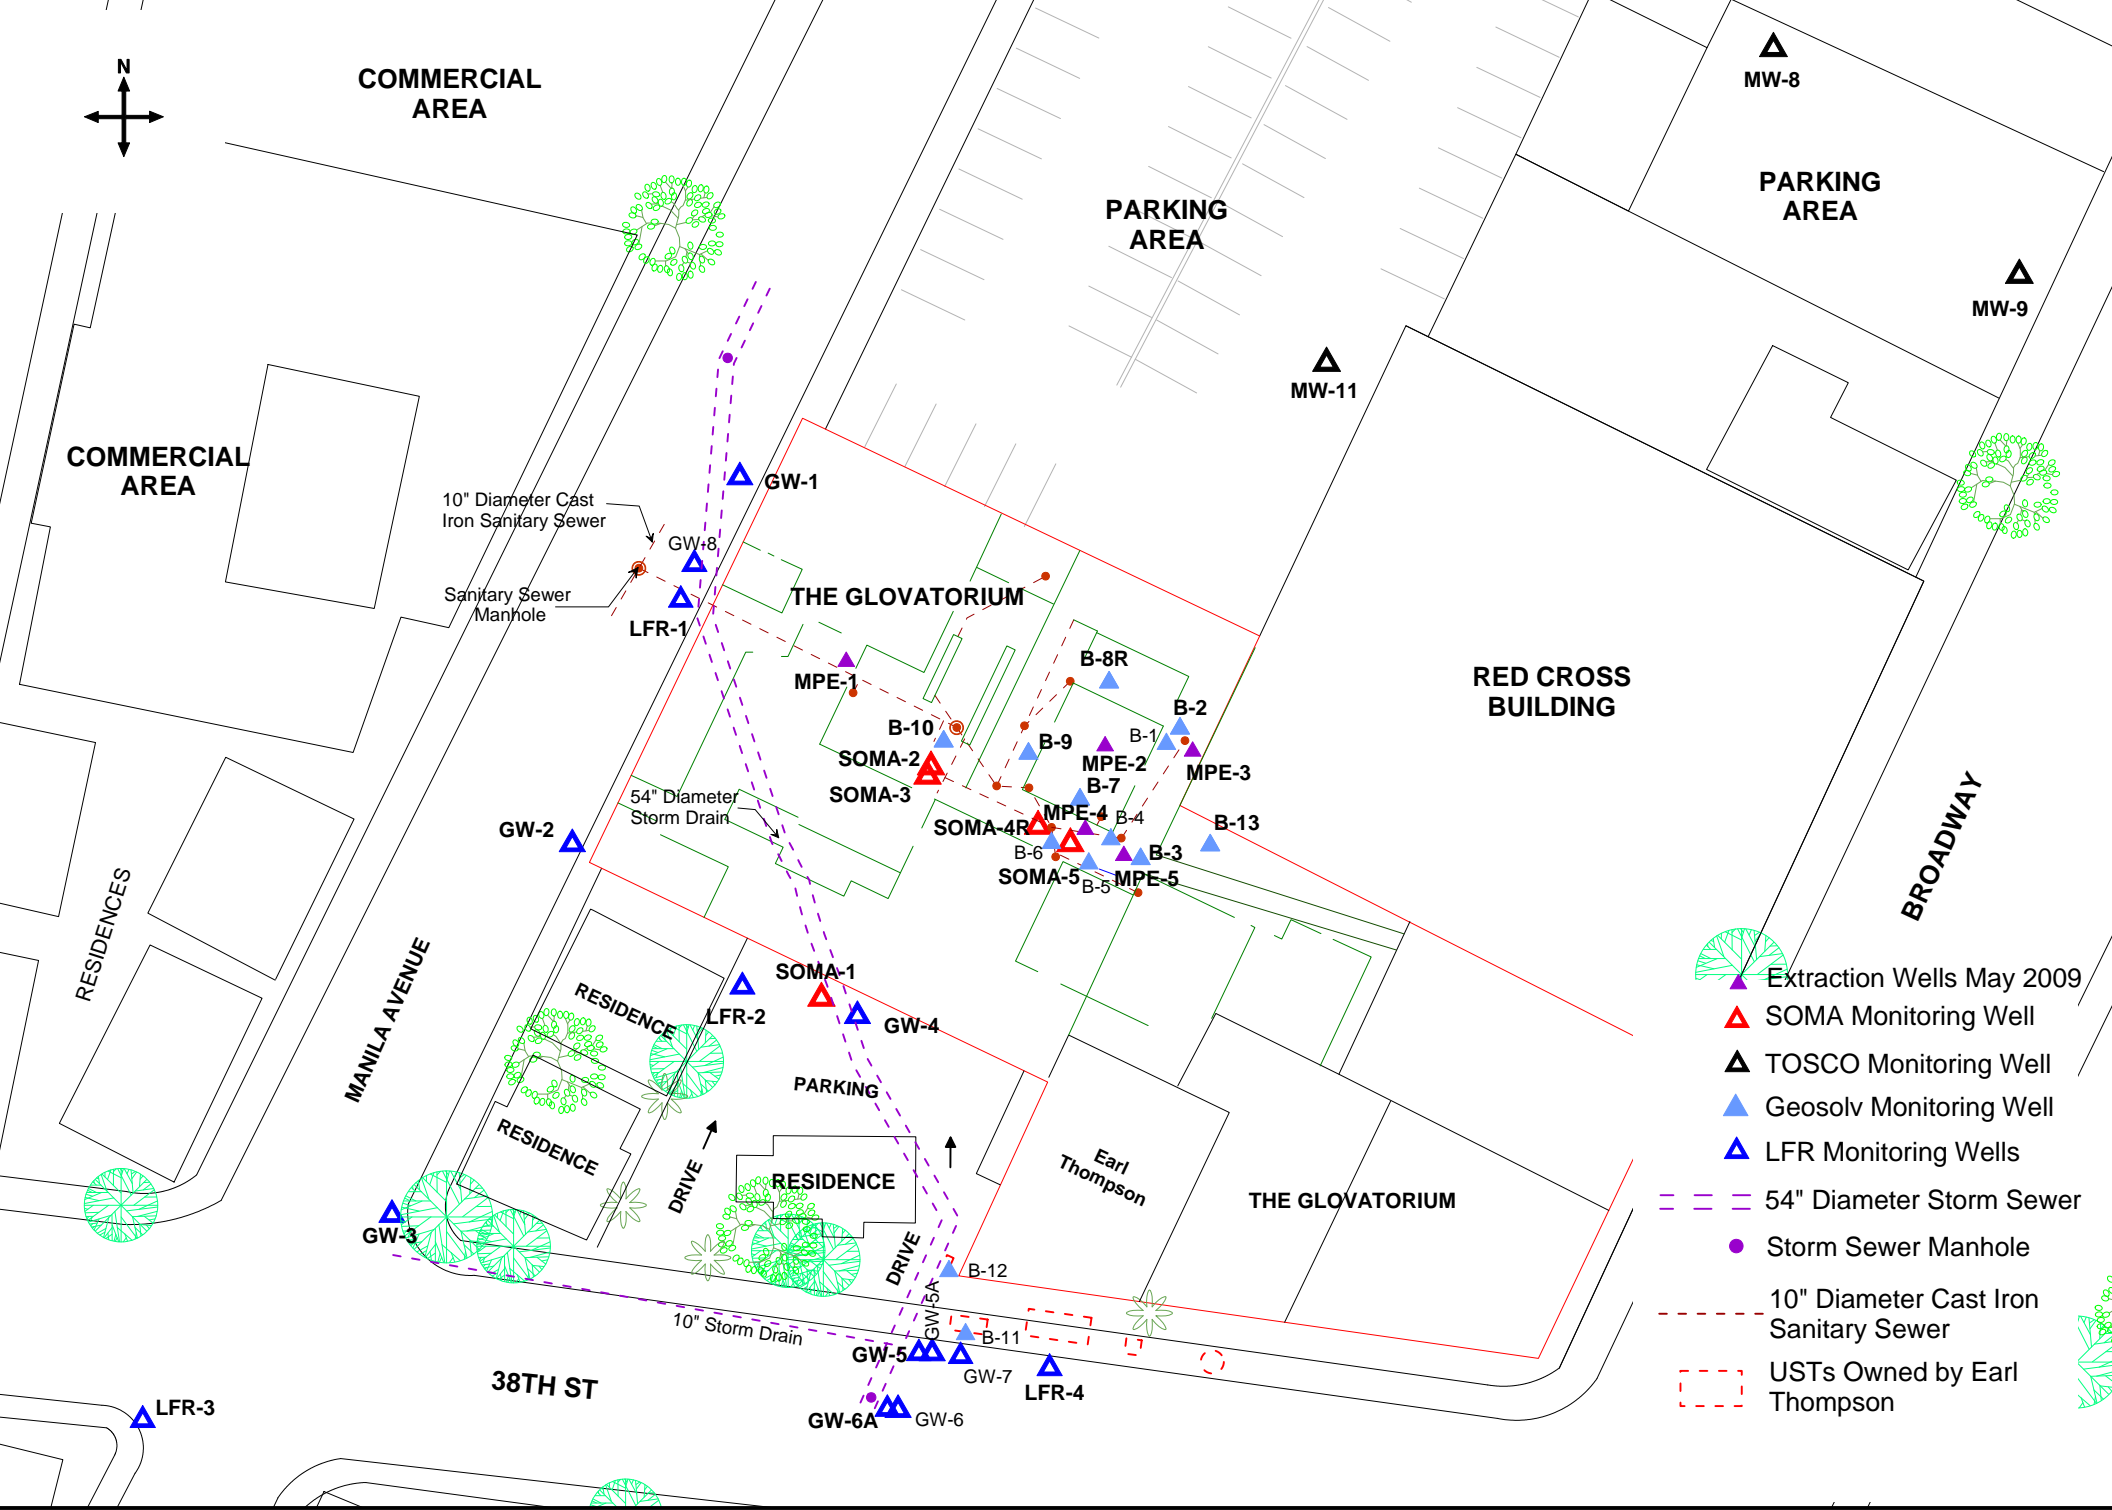 N
COMMERCIAL
AREA
MW-8
PARKING
AREA
PARKING
AREA
MW-9
MW-11
COMMERCIAL
AREA
GW-1
10" Diameter Cast
Iron Sanitary Sewer
GW-8
Sanitary Sewer
Manhole
THE GLOVATORIUM
LFR-1
B-8R
MPE-1
RED CROSS
BUILDING
B-2
B-10
B-1
B-9
SOMA-2
MPE-2
MPE-3
SOMA-3
B-7
54" Diameter
Storm Drain
MPE-4
B-4
GW-2
SOMA-4R
B-13
B-6
B-3
SOMA-5
B-5
MPE-5
BROADWAY
RESIDENCES
MANILA AVENUE
SOMA-1
RESIDENCE
LFR-2
GW-4
PARKING
RESIDENCE
DRIVE
RESIDENCE
Earl
Thompson
THE GLOVATORIUM
GW-3
DRIVE
B-12
GW-5A
10" Storm Drain
B-11
GW-5
GW-7
LFR-4
38TH ST
LFR-3
GW-6A
GW-6
Extraction Wells May 2009
SOMA Monitoring Well
TOSCO Monitoring Well
Geosolv Monitoring Well
LFR Monitoring Wells
54" Diameter Storm Sewer
Storm Sewer Manhole
10" Diameter Cast Iron
Sanitary Sewer
USTs Owned by Earl
Thompson